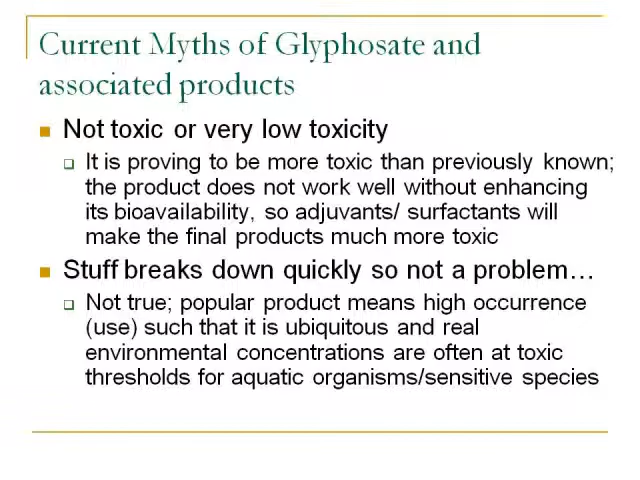 Current Myths of Glyphosate and
associated products
Not toxic or very low toxicity
It is proving to be more toxic than previously known;
the product does not work well without enhancing
its bioavailability, so adjuvants/ surfactants will
make the final products much more toxic
Stuff breaks down quickly so not a problem…
Not true; popular product means high occurrence
(use) such that it is ubiquitous and real
environmental concentrations are often at toxic
thresholds for aquatic organisms/sensitive species